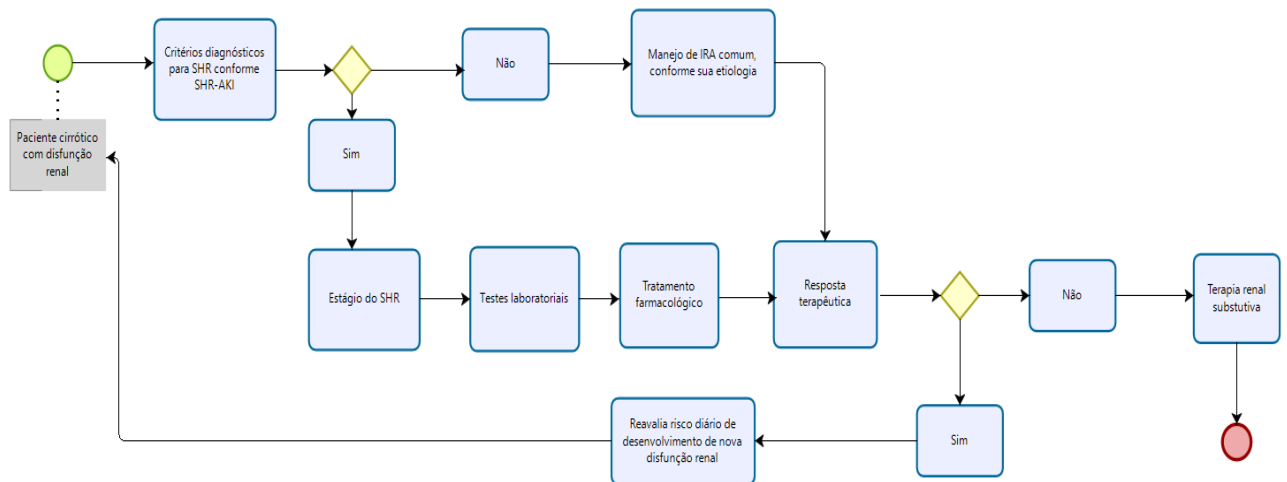 Critérios diagnósticos
para SHR conforme
SHR-AKI
Não
Manejo de IRA comum,
conforme sua etiologia
Paciente cirrótico
com disfunção
renal
Sim
Estágio do SHR
Testes laboratoriais
Tratamento
farmacológico
Resposta
terapêutica
Não
Terapia renal
substutiva
Reavalia risco diário de
desenvolvimento de nova
disfunção renal
Sim